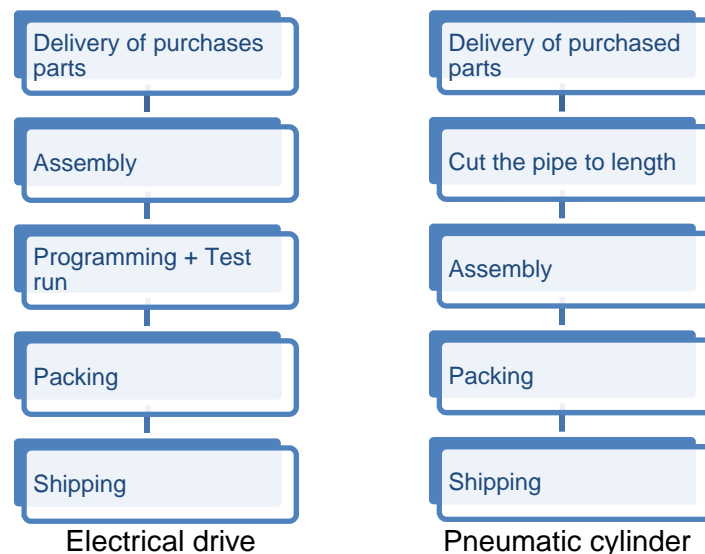 Delivery of purchases
parts
Assembly
Programming + Test
run
Packing
Shipping
Electrical drive
Delivery of purchased
parts
Cut the pipe to length
Assembly
Packing
Shipping
Pneumatic cylinder